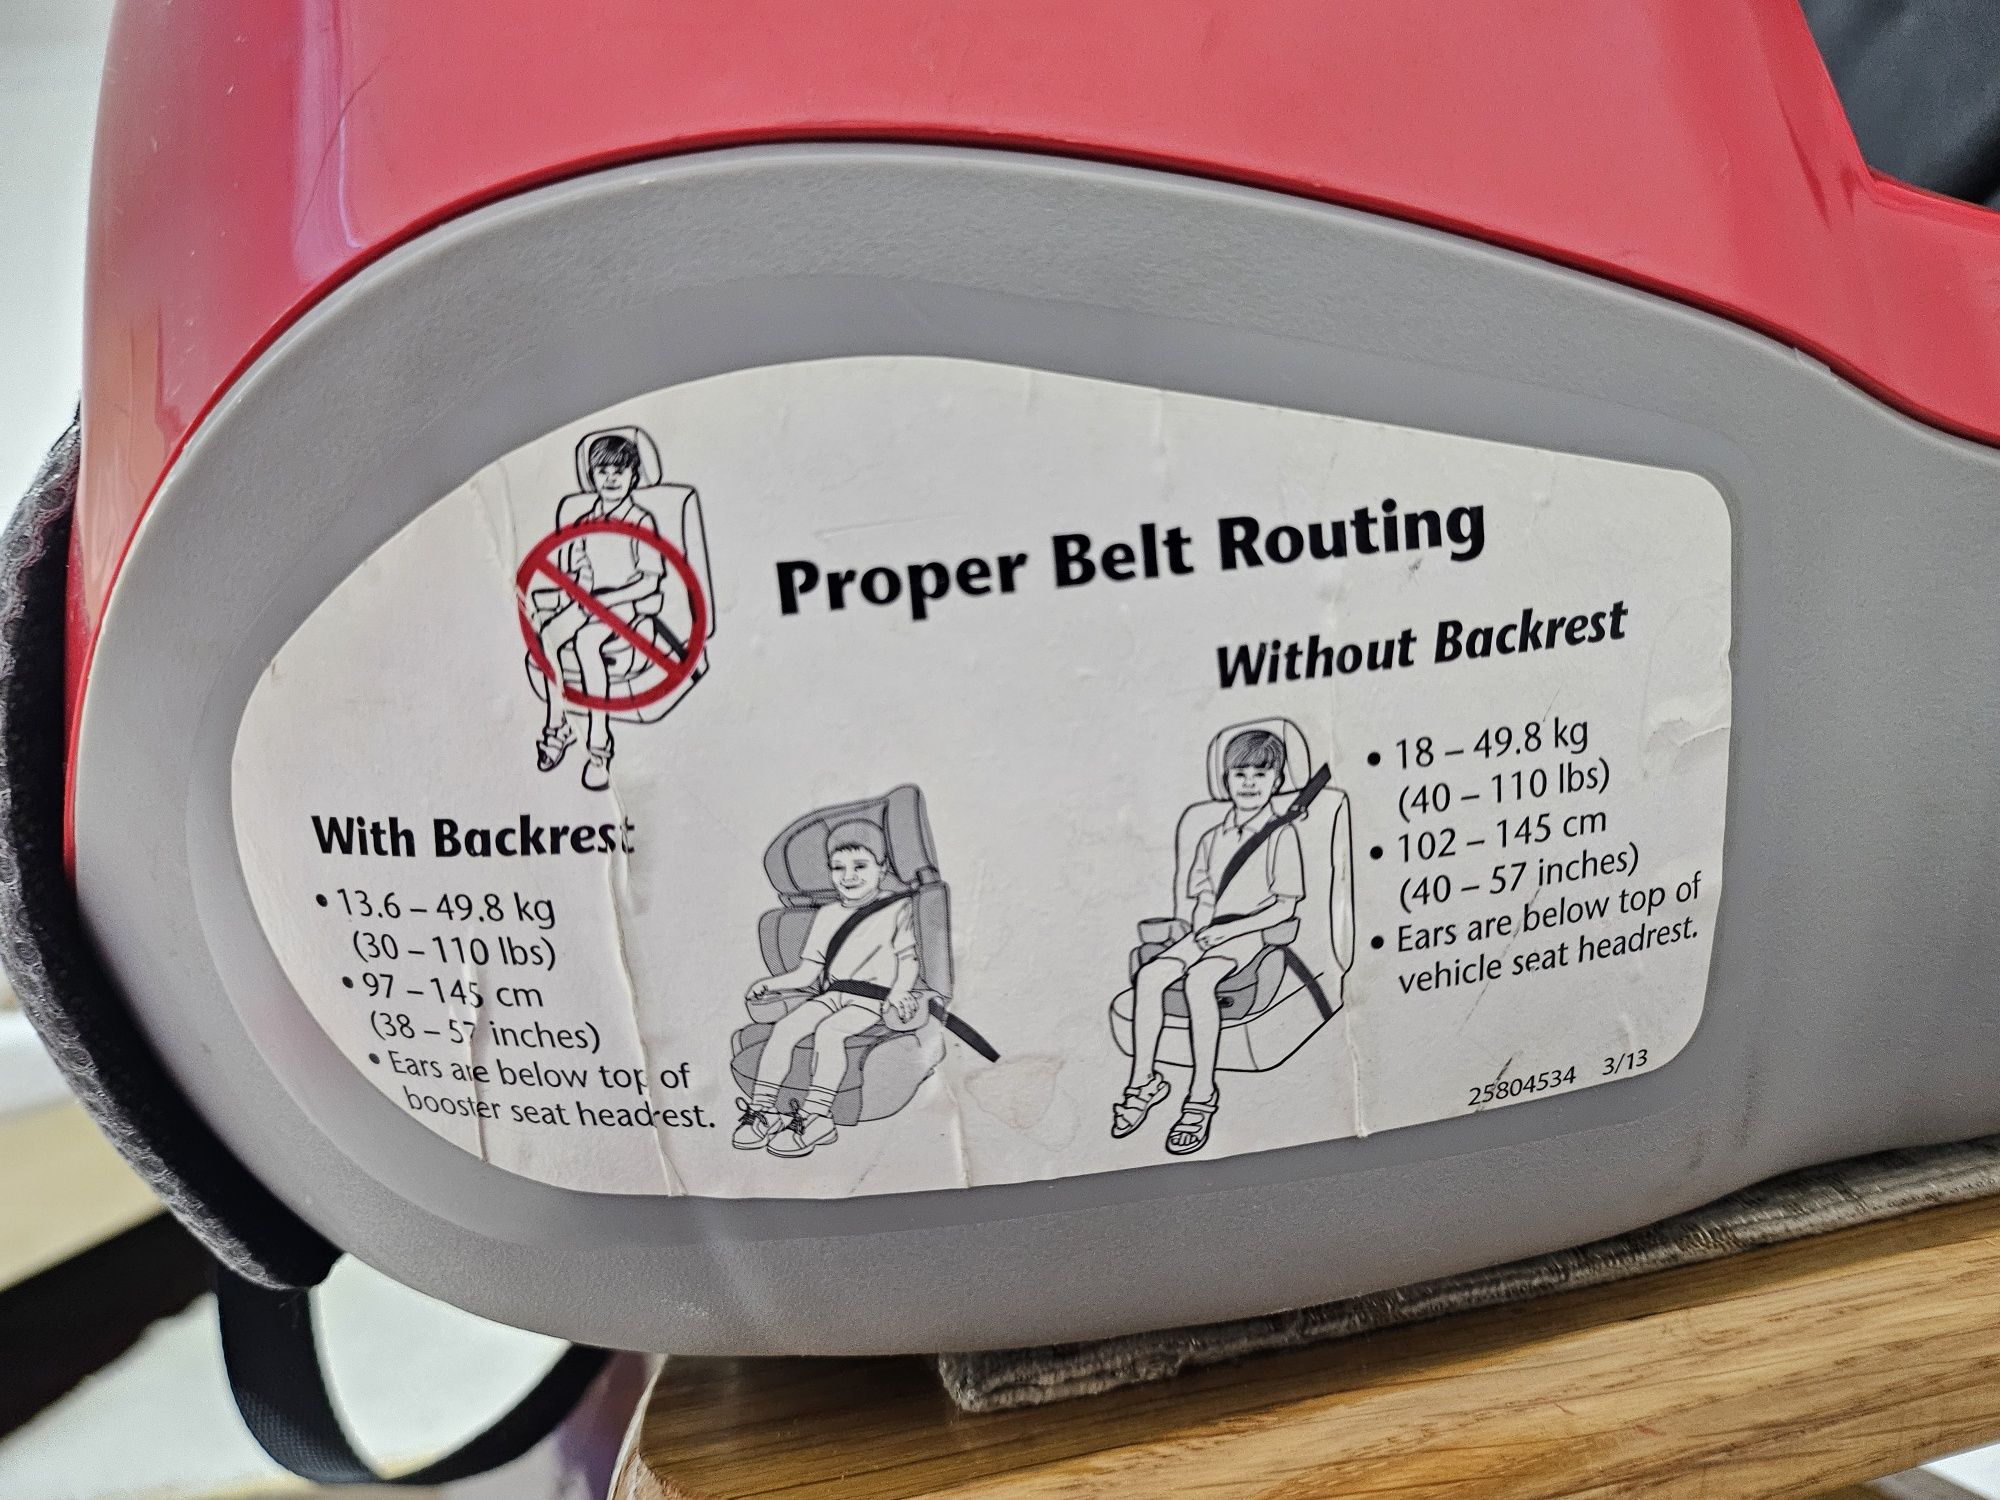 Proper Belt Routing
With Backrest
• 13.6 – 49.8 kg
(30 – 110 lbs)
• 97 – 145 cm
(38 – 57 inches)
• Ears are below top of
booster seat headrest.
Without Backrest
• 18 – 49.8 kg
(40 – 110 lbs)
• 102 – 145 cm
(40 – 57 inches)
• Ears are below top of
vehicle seat headrest.
25804534 3/13